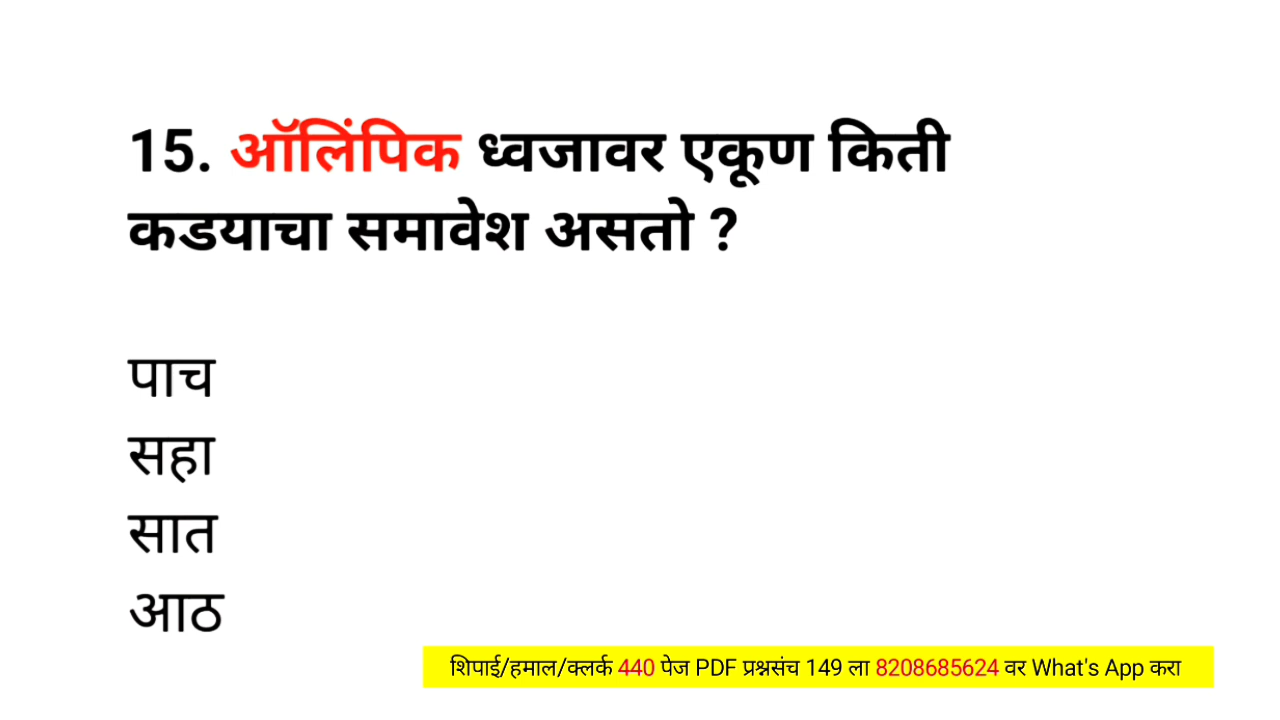 15. ऑलिंपिक ध्वजावर एकूण किती
कडयाचा समावेश असतो ?
पाच
सहा
सात
आठ
शिपाई/हमाल/क्लर्क 440 पेज PDF प्रश्नसंच 149 ला 8208685624 वर What's App करा